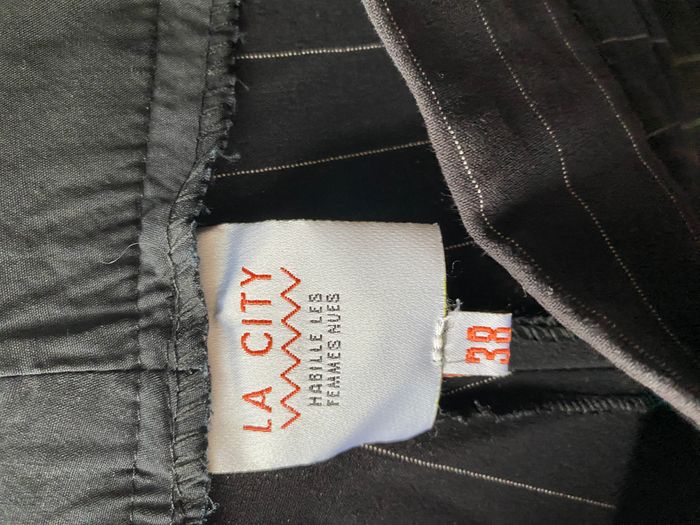 LA CITY
HABILLE LES
FEMMES NUES
38